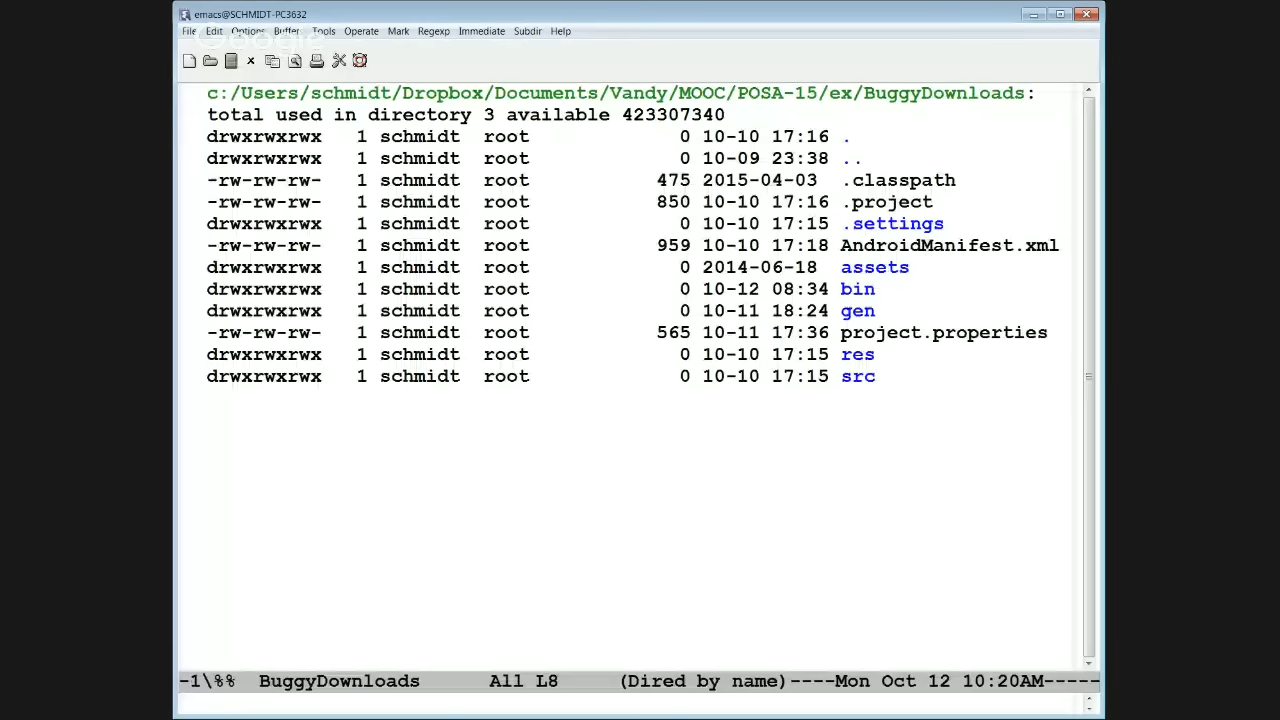 emacs@SCHMIDT-PC3632
File Edit Options Buffer Tools Operate Mark Regexp Immediate Subdir Help
Google
c:/Users/schmidt/Dropbox/Documents/Vandy/MOOC/POSA-15/ex/BuggyDownloads:
total used in directory 3 available 423307340
drwxrwxrwx 1 schmidt root 0 10-10 17:16 .
drwxrwxrwx 1 schmidt root 0 10-09 23:38 ..
-rw-rw-rw- 1 schmidt root 475 2015-04-03 .classpath
-rw-rw-rw- 1 schmidt root 850 10-10 17:16 .project
drwxrwxrwx 1 schmidt root 0 10-10 17:15 .settings
-rw-rw-rw- 1 schmidt root 959 10-10 17:18 AndroidManifest.xml
drwxrwxrwx 1 schmidt root 0 2014-06-18 assets
drwxrwxrwx 1 schmidt root 0 10-12 08:34 bin
drwxrwxrwx 1 schmidt root 0 10-11 18:24 gen
-rw-rw-rw- 1 schmidt root 565 10-11 17:36 project.properties
drwxrwxrwx 1 schmidt root 0 10-10 17:15 res
drwxrwxrwx 1 schmidt root 0 10-10 17:15 src
-1\%% BuggyDownloads All L8 (Dired by name)----Mon Oct 12 10:20AM-----